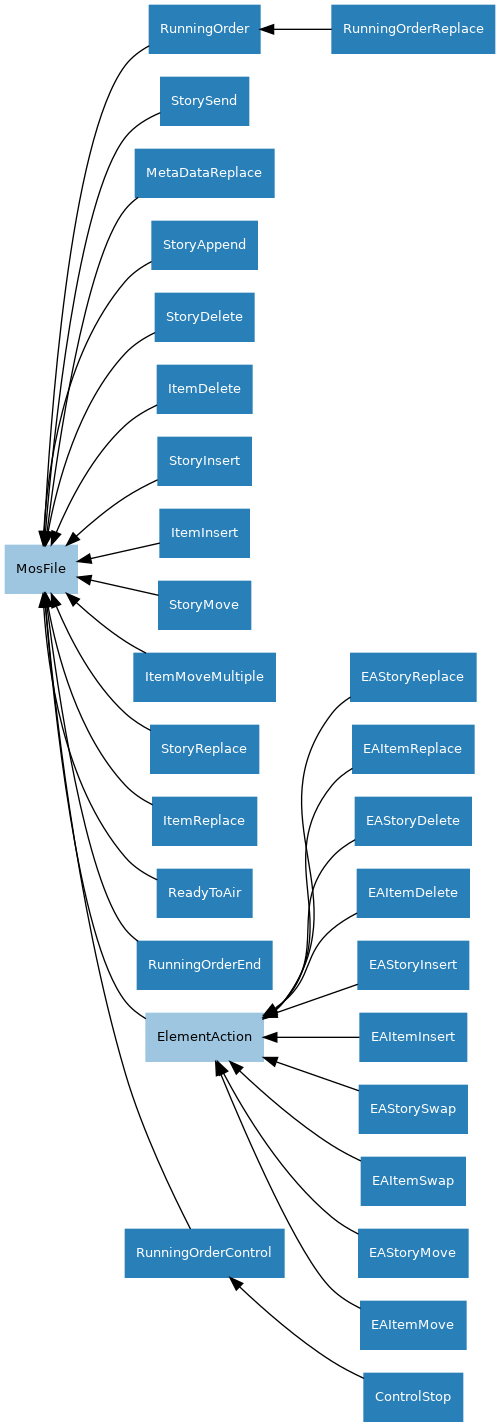 RunningOrder
RunningOrderReplace
StorySend
MetaDataReplace
StoryAppend
StoryDelete
ItemDelete
StoryInsert
ItemInsert
MosFile
StoryMove
ItemMoveMultiple
EAStoryReplace
StoryReplace
EAItemReplace
ItemReplace
EAStoryDelete
ReadyToAir
EAItemDelete
RunningOrderEnd
EAStoryInsert
ElementAction
EAItemInsert
EAStorySwap
EAItemSwap
RunningOrderControl
EAStoryMove
EAItemMove
ControlStop